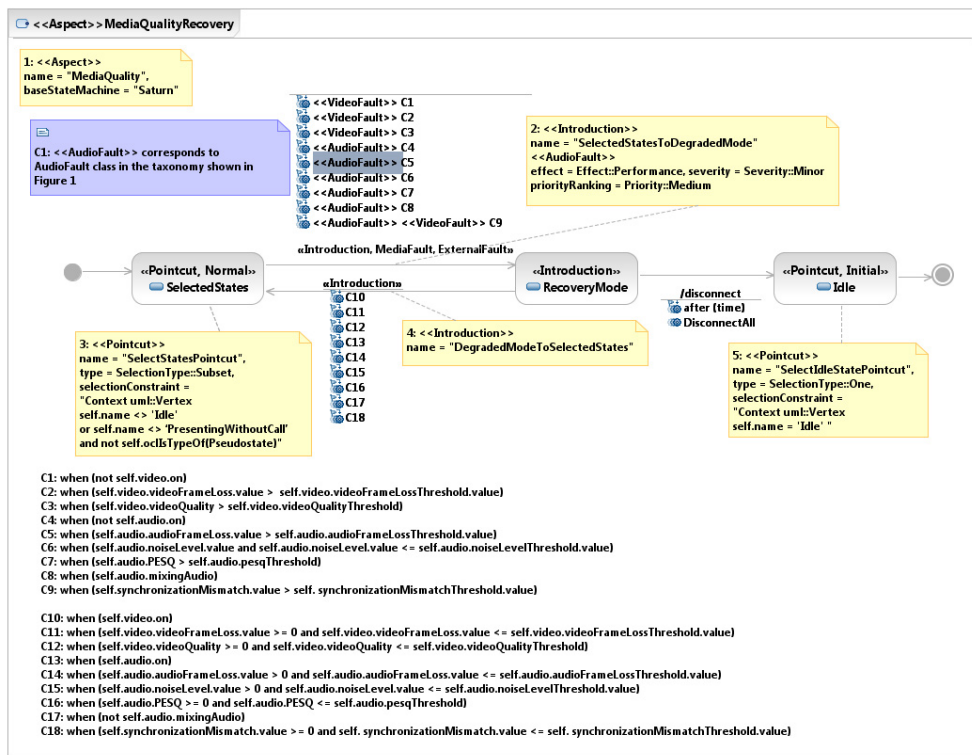 <<Aspect>>MediaQualityRecovery
1: <<Aspect>>
name = "MediaQuality",
baseStateMachine = "Saturn"
C1: <<AudioFault>> corresponds to
AudioFault class in the taxonomy shown in
Figure 1
<<VideoFault>> C1
<<VideoFault>> C2
<<VideoFault>> C3
<<AudioFault>> C4
<<AudioFault>> C5
<<AudioFault>> C6
<<AudioFault>> C7
<<AudioFault>> C8
<<AudioFault>> <<VideoFault>> C9
2: <<Introduction>>
name = "SelectedStatesToDegradedMode"
<<AudioFault>>
effect = Effect::Performance, severity = Severity::Minor
priorityRanking = Priority::Medium
«Introduction, MediaFault, ExternalFault»
«Pointcut, Normal»
SelectedStates
«Introduction»
RecoveryMode
«Pointcut, Initial»
Idle
«Introduction»
C10
C11
C12
C13
C14
C15
C16
C17
C18
/disconnect
after (time)
DisconnectAll
4: <<Introduction>>
name = "DegradedModeToSelectedStates"
3: <<Pointcut>>
name = "SelectStatesPointcut",
type = SelectionType::Subset,
selectionConstraint =
"Context uml::Vertex
self.name <> 'Idle'
or self.name <> 'PresentingWithoutCall'
and not self.oclIsTypeOf(Pseudostate)"
5: <<Pointcut>>
name = "SelectIdleStatePointcut",
type = SelectionType::One,
selectionConstraint =
"Context uml::Vertex
self.name = 'Idle' "
C1: when (not self.video.on)
C2: when (self.video.videoFrameLoss.value > self.video.videoFrameLossThreshold.value)
C3: when (self.video.videoQuality > self.video.videoQualityThreshold)
C4: when (not self.audio.on)
C5: when (self.audio.audioFrameLoss.value > self.audio.audioFrameLossThreshold.value)
C6: when (self.audio.noiseLevel.value and self.audio.noiseLevel.value <= self.audio.noiseLevelThreshold.value)
C7: when (self.audio.PESQ > self.audio.pesqThreshold)
C8: when (self.audio.mixingAudio)
C9: when (self.synchronizationMismatch.value > self. synchronizationMismatchThreshold.value)
C10: when (self.video.on)
C11: when (self.video.videoFrameLoss.value >= 0 and self.video.videoFrameLoss.value <= self.video.videoFrameLossThreshold.value)
C12: when (self.video.videoQuality >= 0 and self.video.videoQuality <= self.video.videoQualityThreshold)
C13: when (self.audio.on)
C14: when (self.audio.audioFrameLoss.value > 0 and self.audio.audioFrameLoss.value <= self.audio.audioFrameLossThreshold.value)
C15: when (self.audio.noiseLevel.value > 0 and self.audio.noiseLevel.value <= self.audio.noiseLevelThreshold.value)
C16: when (self.audio.PESQ >= 0 and self.audio.PESQ <= self.audio.pesqThreshold)
C17: when (not self.audio.mixingAudio)
C18: when (self.synchronizationMismatch.value >= 0 and self. synchronizationMismatch.value <= self. synchronizationMismatchThreshold.value)